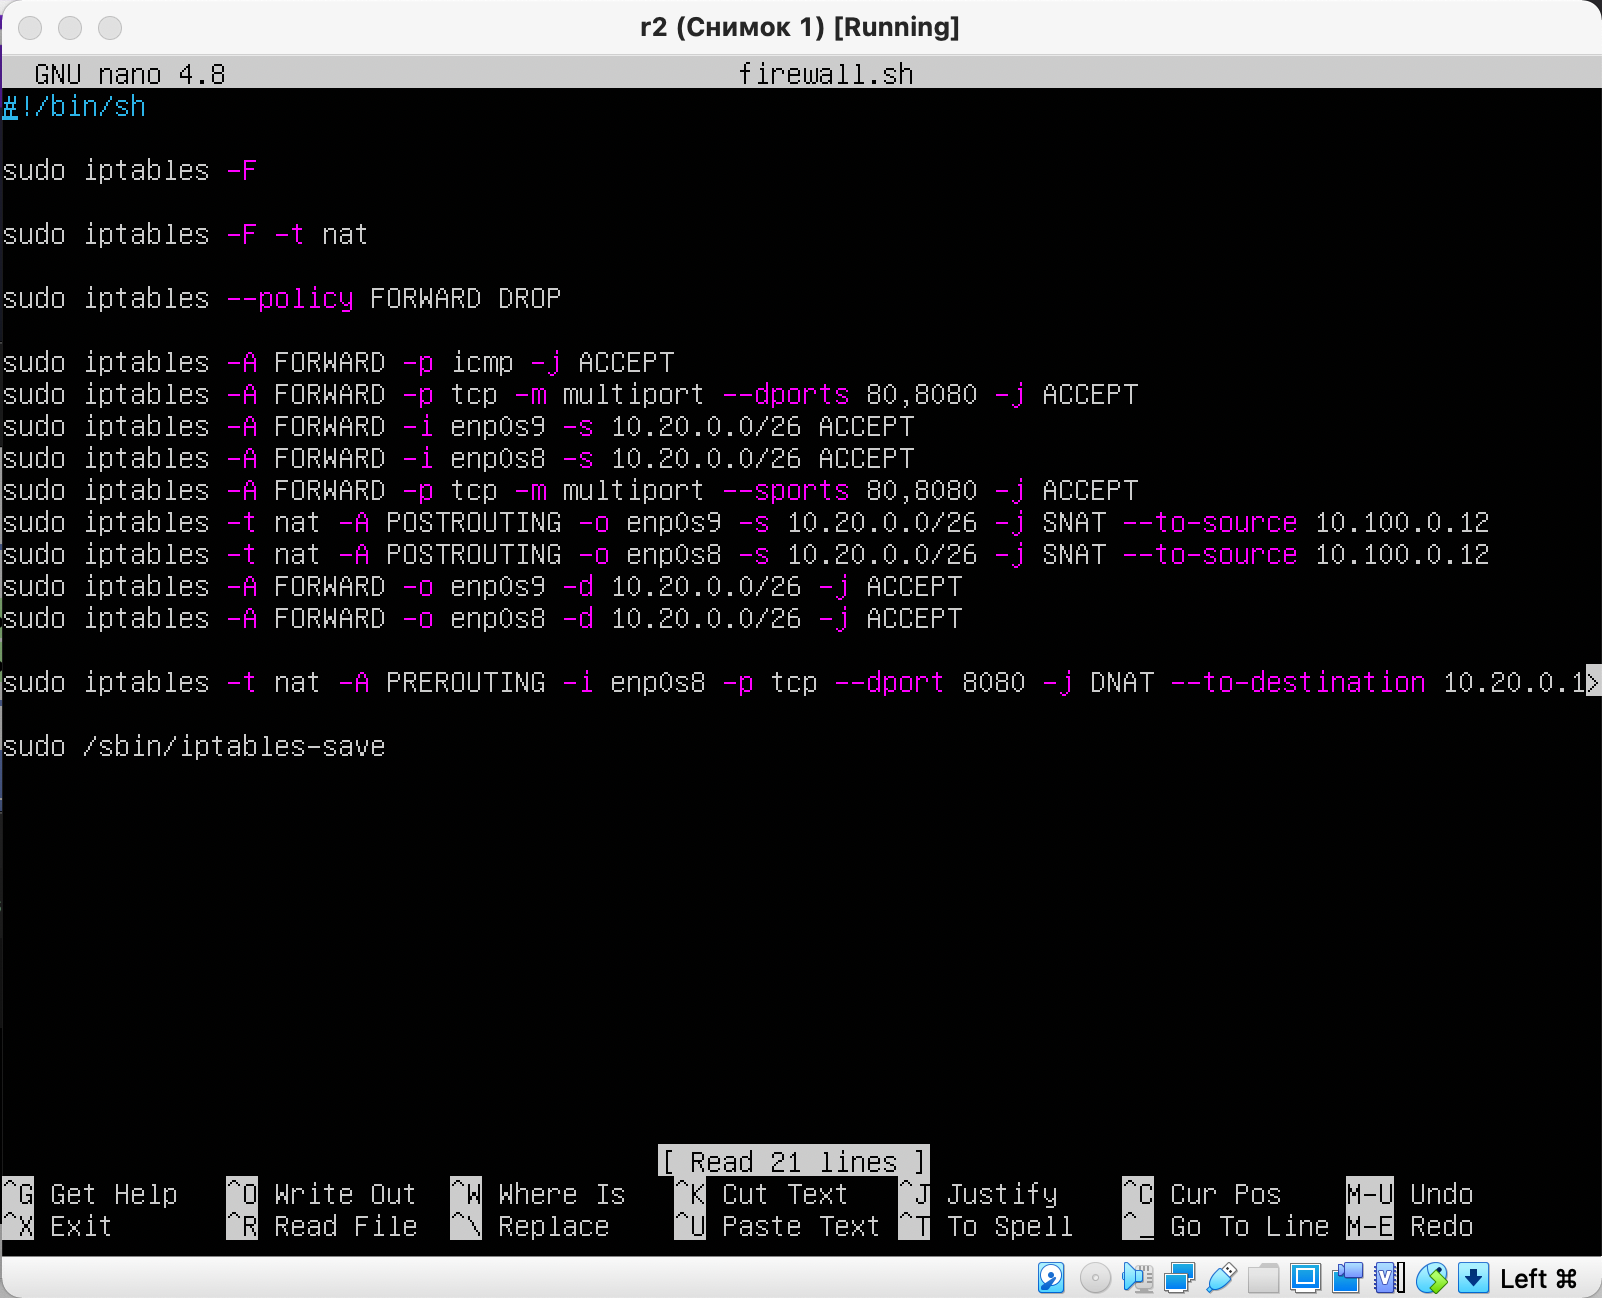 r2 (Снимок 1) [Running]
GNU nano 4.8 firewall.sh
#!/bin/sh
sudo iptables -F
sudo iptables -F -t nat
sudo iptables --policy FORWARD DROP
sudo iptables -A FORWARD -p icmp -j ACCEPT
sudo iptables -A FORWARD -p tcp -m multiport --dports 80,8080 -j ACCEPT
sudo iptables -A FORWARD -i enp0s9 -s 10.20.0.0/26 ACCEPT
sudo iptables -A FORWARD -i enp0s8 -s 10.20.0.0/26 ACCEPT
sudo iptables -A FORWARD -p tcp -m multiport --sports 80,8080 -j ACCEPT
sudo iptables -t nat -A POSTROUTING -o enp0s9 -s 10.20.0.0/26 -j SNAT --to-source 10.100.0.12
sudo iptables -t nat -A POSTROUTING -o enp0s8 -s 10.20.0.0/26 -j SNAT --to-source 10.100.0.12
sudo iptables -A FORWARD -o enp0s9 -d 10.20.0.0/26 -j ACCEPT
sudo iptables -A FORWARD -o enp0s8 -d 10.20.0.0/26 -j ACCEPT
sudo iptables -t nat -A PREROUTING -i enp0s8 -p tcp --dport 8080 -j DNAT --to-destination 10.20.0.1>
sudo /sbin/iptables-save
[ Read 21 lines ]
^G Get Help ^O Write Out ^W Where Is ^K Cut Text ^J Justify ^C Cur Pos M-U Undo
^X Exit ^R Read File ^\ Replace ^U Paste Text ^T To Spell ^_ Go To Line M-E Redo
Left ⌘